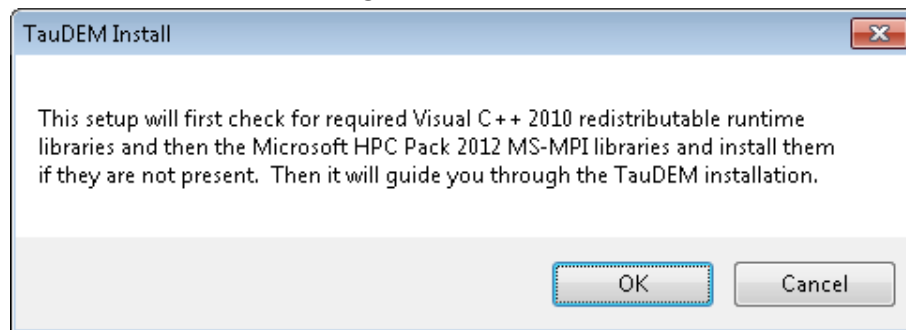 TauDEM Install
This setup will first check for required Visual C++ 2010 redistributable runtime
libraries and then the Microsoft HPC Pack 2012 MS-MPI libraries and install them
if they are not present.  Then it will guide you through the TauDEM installation.
OK
Cancel